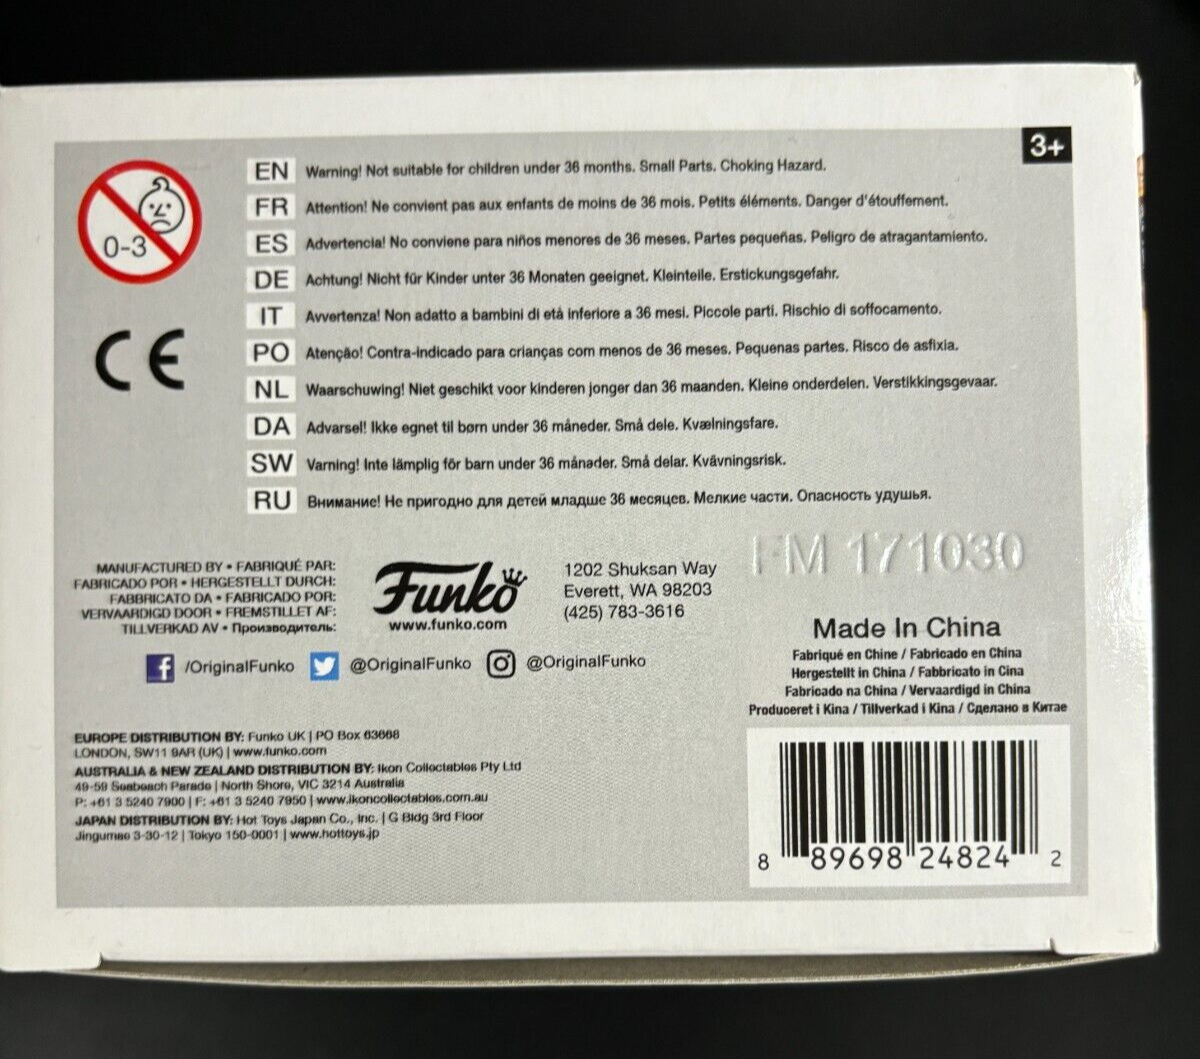 3+
0-3
EN Warning! Not suitable for children under 36 months. Small Parts. Choking Hazard.
FR Attention! Ne convient pas aux enfants de moins de 36 mois. Petits éléments. Danger d'étouffement.
ES Advertencia! No conviene para niños menores de 36 meses. Partes pequeñas. Peligro de atragantamiento.
DE Achtung! Nicht für Kinder unter 36 Monaten geeignet. Kleinteile. Erstickungsgefahr.
IT Avvertenza! Non adatto a bambini di età inferiore a 36 mesi. Piccole parti. Rischio di soffocamento.
CE
PO Atenção! Contra-indicado para crianças com menos de 36 meses. Pequenas partes. Risco de asfixia.
NL Waarschuwing! Niet geschikt voor kinderen jonger dan 36 maanden. Kleine onderdelen. Verstikkingsgevaar.
DA Advarsel! Ikke egnet til børn under 36 måneder. Små dele. Kvælningsfare.
SW Varning! Inte lämplig för barn under 36 månader. Små delar. Kvävningsrisk.
RU Внимание! Не пригодно для детей младше 36 месяцев. Мелкие части. Опасность удушья.
MANUFACTURED BY • FABRIQUÉ PAR:
FABRICADO POR • HERGESTELLT DURCH:
FABBRICATO DA • FABRICADO PAR:
VERVAARDIGD DOOR • FREMSTILLET AF:
TILLVERKAD AV • Производитель:
Funko
www.funko.com
1202 Shuksan Way
Everett, WA 98203
(425) 783-3616
FM 171030
/OriginalFunko @OriginalFunko @OriginalFunko
Made In China
Fabriqué en Chine / Fabricado en China
Hergestellt in China / Fabbricato in Cina
Fabricado na China / Vervaardigd in China
Produceret i Kina / Tillverkad i Kina / Сделано в Китае
EUROPE DISTRIBUTION BY: Funko UK | PO Box 63668
LONDON, SW11 9AR (UK) | www.funko.com
AUSTRALIA & NEW ZEALAND DISTRIBUTION BY: Ikon Collectables Pty Ltd
49-59 Seabeach Parade | North Shore, VIC 3214 Australia
P: +61 3 5240 7900 | F: +61 3 5240 7950 | www.ikoncollectables.com.au
JAPAN DISTRIBUTION BY: Hot Toys Japan Co., Inc. | G Bldg 3rd Floor
Jingumae 3-30-12 | Tokyo 150-0001 | www.hottoys.jp
8 89698 24824 2